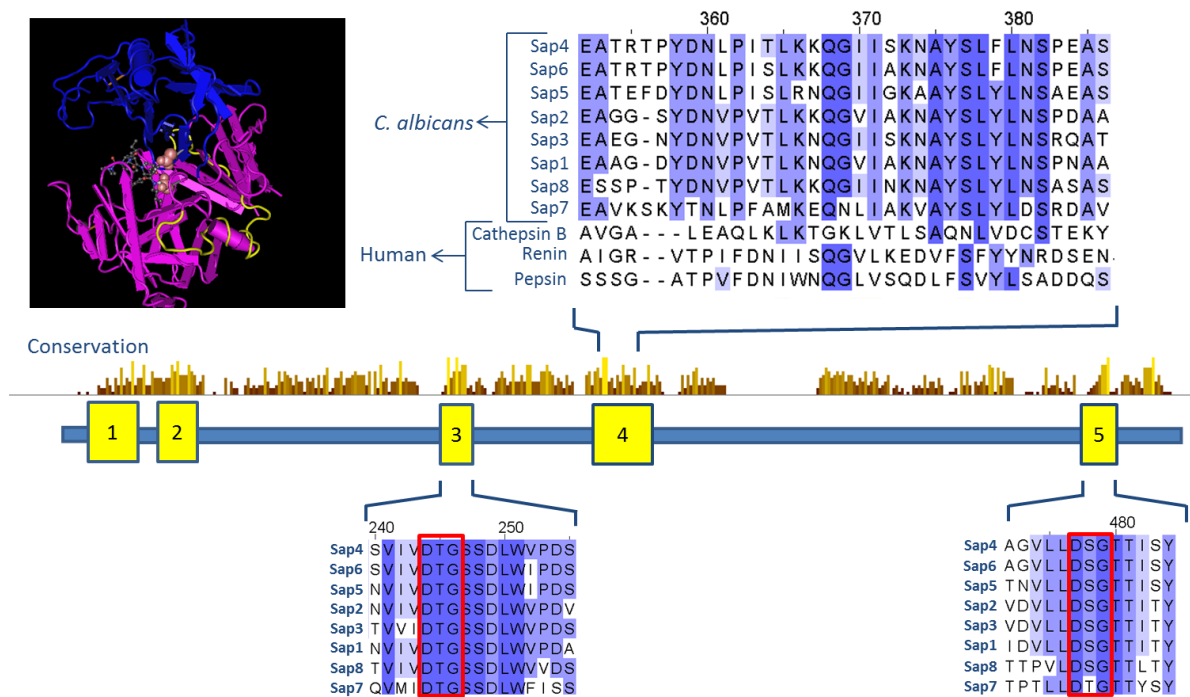 360 370 380
Sap4 EATRTPYDNLPITLKKQGIISKNAYSLFLNSPEAS
Sap6 EATRTPYDNLPISLKKQGIIAKNAYSLFLNSPEAS
Sap5 EATEFDYDNLPISLRNQGIIGKAAYSLYLNSAEAS
C. albicans
Sap2 EAGG-SYDNVPVTLKNQGVIAKNAYSLYLNSPDAA
Sap3 EAEG-NYDNVPVTLKNQGIISKNAYSLYLNSRQAT
Sap1 EAAG-DYDNVPVTLKNQGVIAKNAYSLYLNSPNAA
Sap8 ESSPTYDNVPVTLKKQGIINKNAYSLYLNSASAS
Sap7 EAVKSKYTNLPFAMKEQNLIAKVAYSLYLDSRDAV
Cathepsin B AVGA---LEAQLKLKTGKLVTLSAQNLVDCSTEKY
Human
Renin AIGR--VTPIFDNIISQGVLKEDVFSFYYNRDSEN-
Pepsin SSSG--ATPVFDNIWNQGLVSQDLFSVYLSADDQS
Conservation
1 2 3 4 5
240 250
Sap4 SVIVDTGSSDLWVPDS
Sap6 SVIVDTGSSDLWIPDS
Sap5 NVIVDTGSSDLWIPDS
Sap2 NVIVDTGSSDLWVPDV
Sap3 TVVIDTGSSDLWVPDS
Sap1 NVIVDTGSSDLWVPDA
Sap8 TVIVDTGSSDLWVVDS
Sap7 QVMIDTGSSDLWFISS
480
Sap4 AGVLLDSGTTISY
Sap6 AGVLLDSGTTISY
Sap5 TNVLLDSGTTISY
Sap2 VDVLLDSGTTITY
Sap3 VDVLLDSGTTITY
Sap1 IDVLLDSGTTITY
Sap8 TTPVLDSGTTLTY
Sap7 TPTLLDTGTTYSY